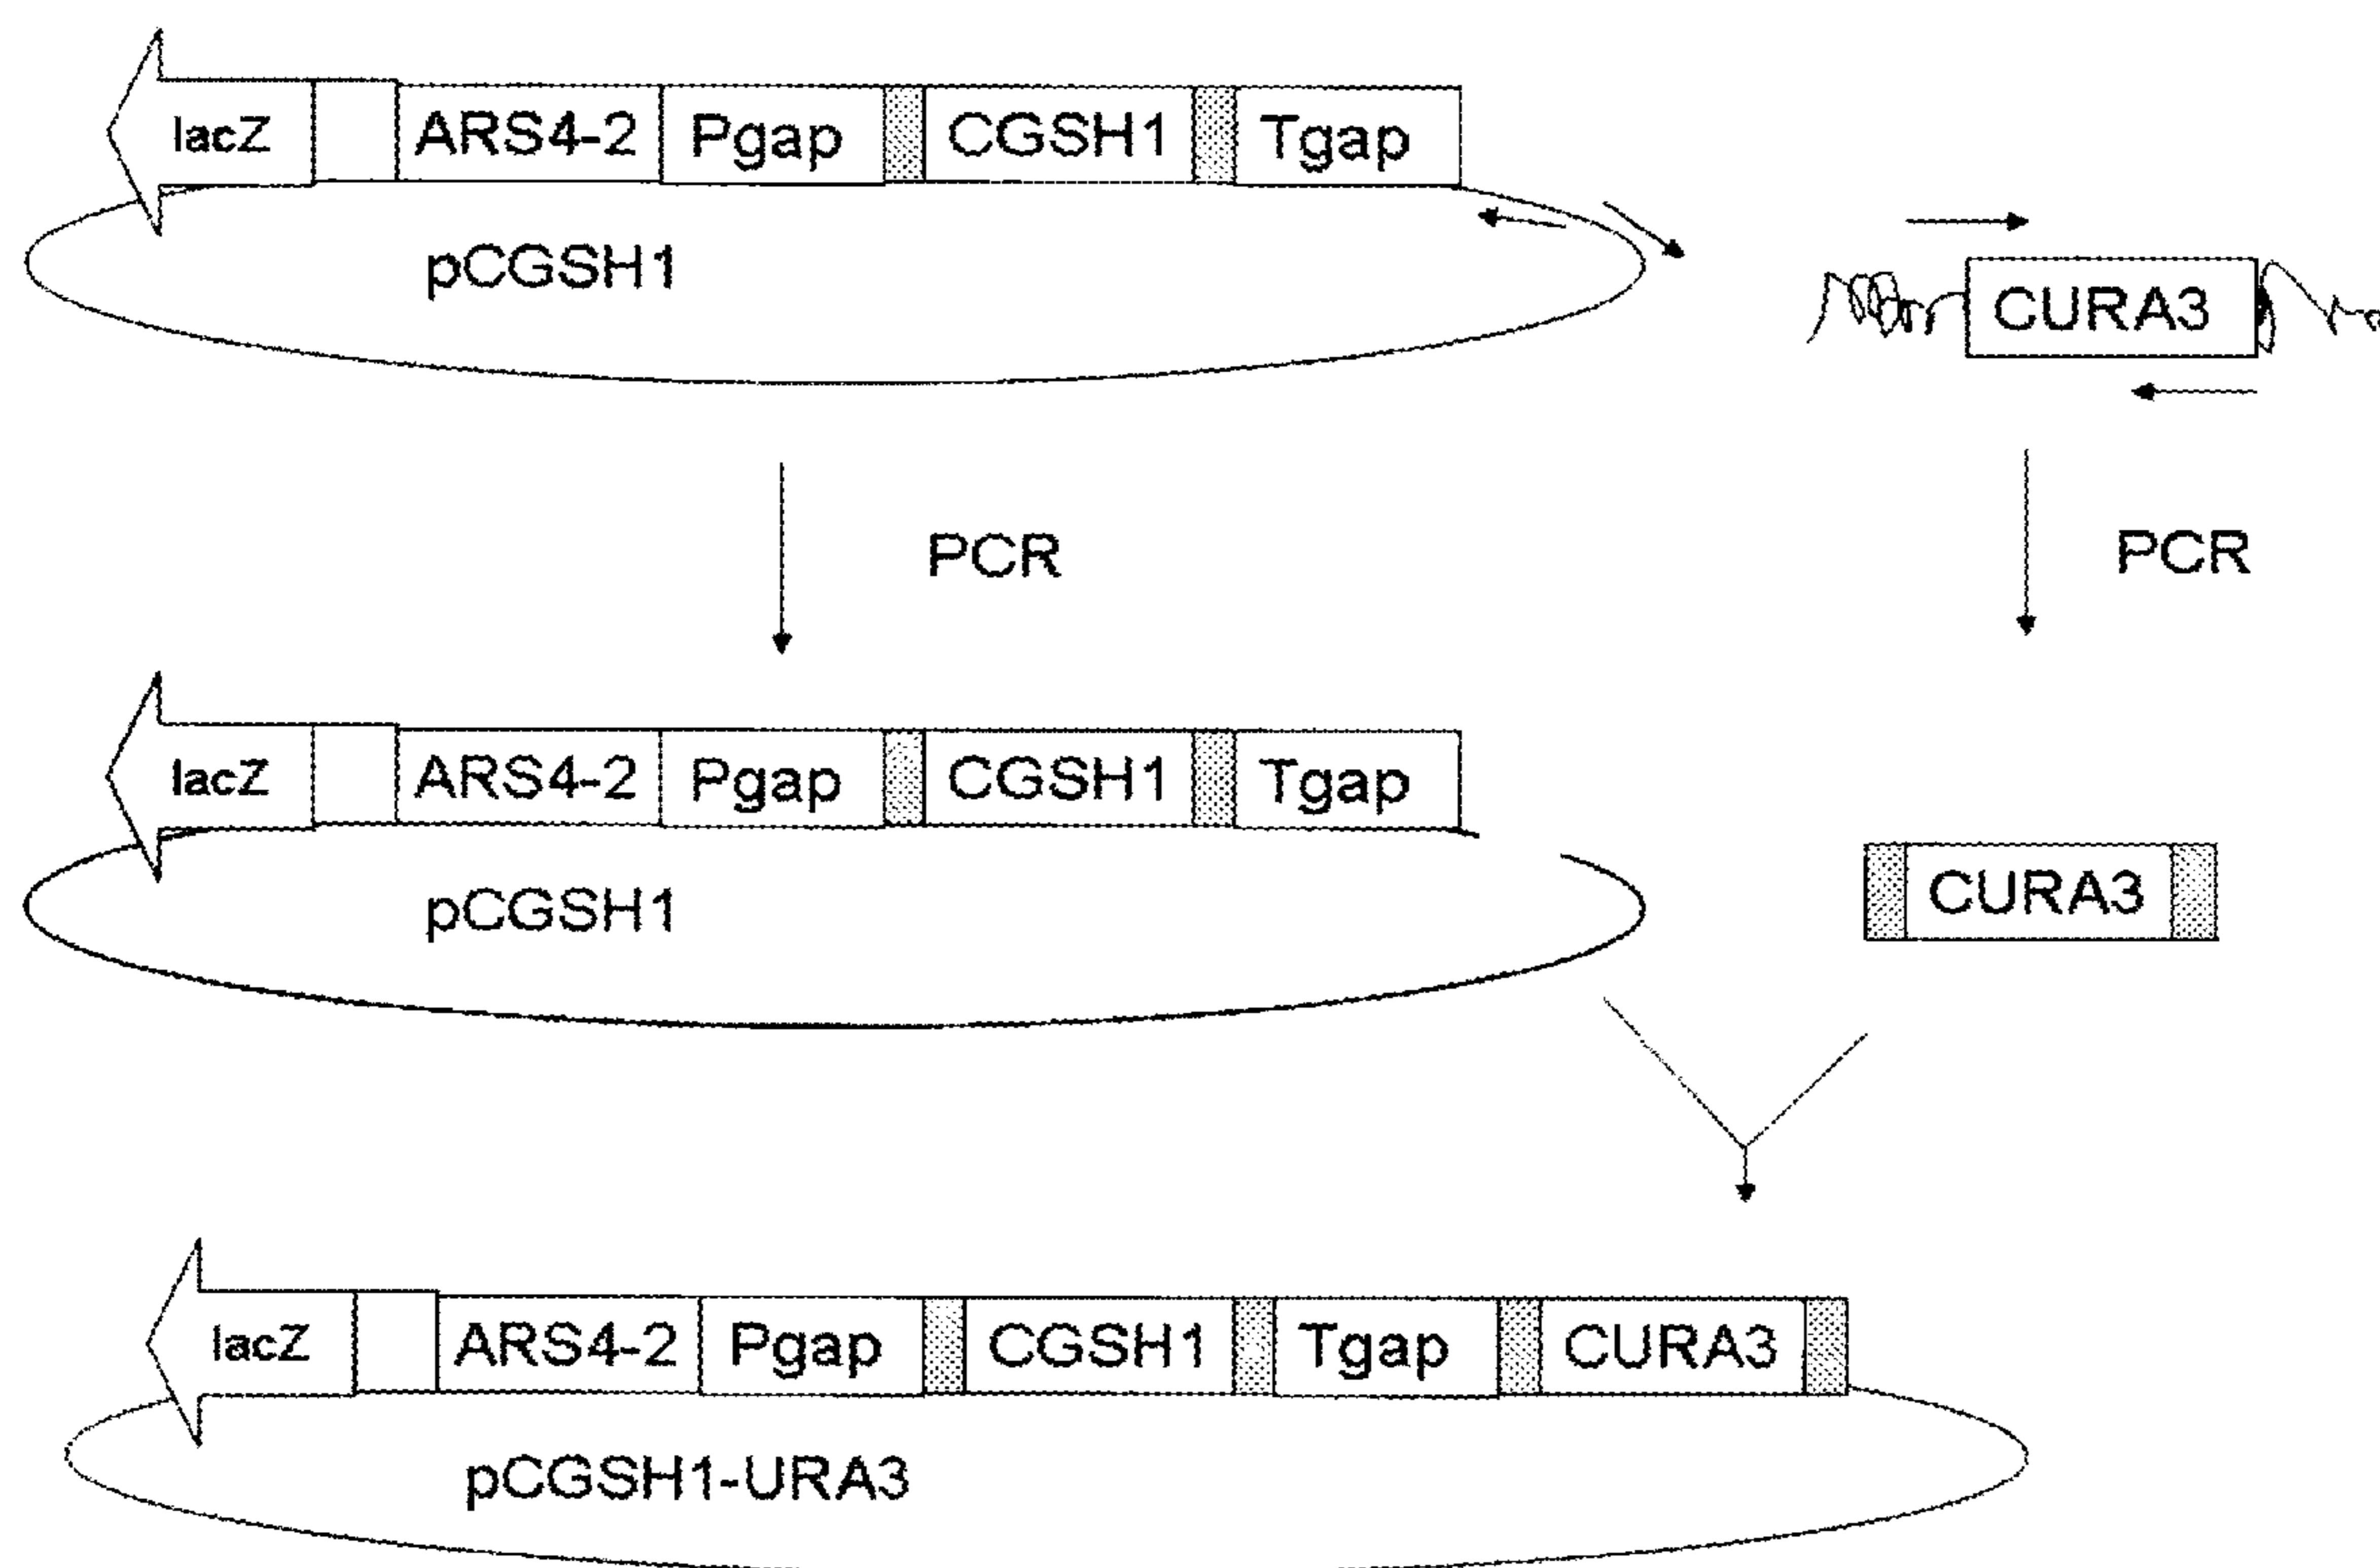 lacZ ARS4-2 Pgap CGSH1 Tgap
pCGSH1
CURA3
PCR
PCR
lacZ ARS4-2 Pgap CGSH1 Tgap
pCGSH1
CURA3
lacZ ARS4-2 Pgap CGSH1 Tgap CURA3
pCGSH1-URA3